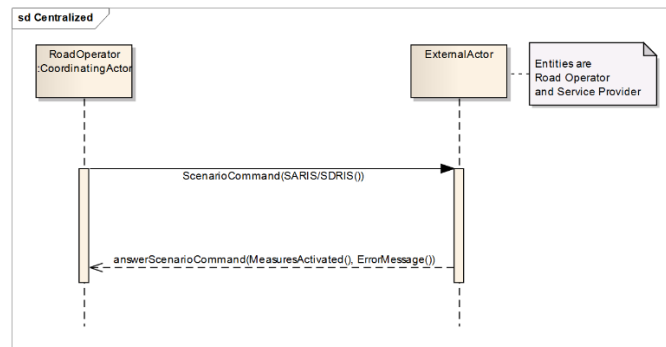 sd Centralized
RoadOperator
:CoordinatingActor
ExternalActor
Entities are
Road Operator
and Service Provider
ScenarioCommand(SARIS/SDRIS())
answerScenarioCommand(MeasuresActivated(), ErrorMessage())